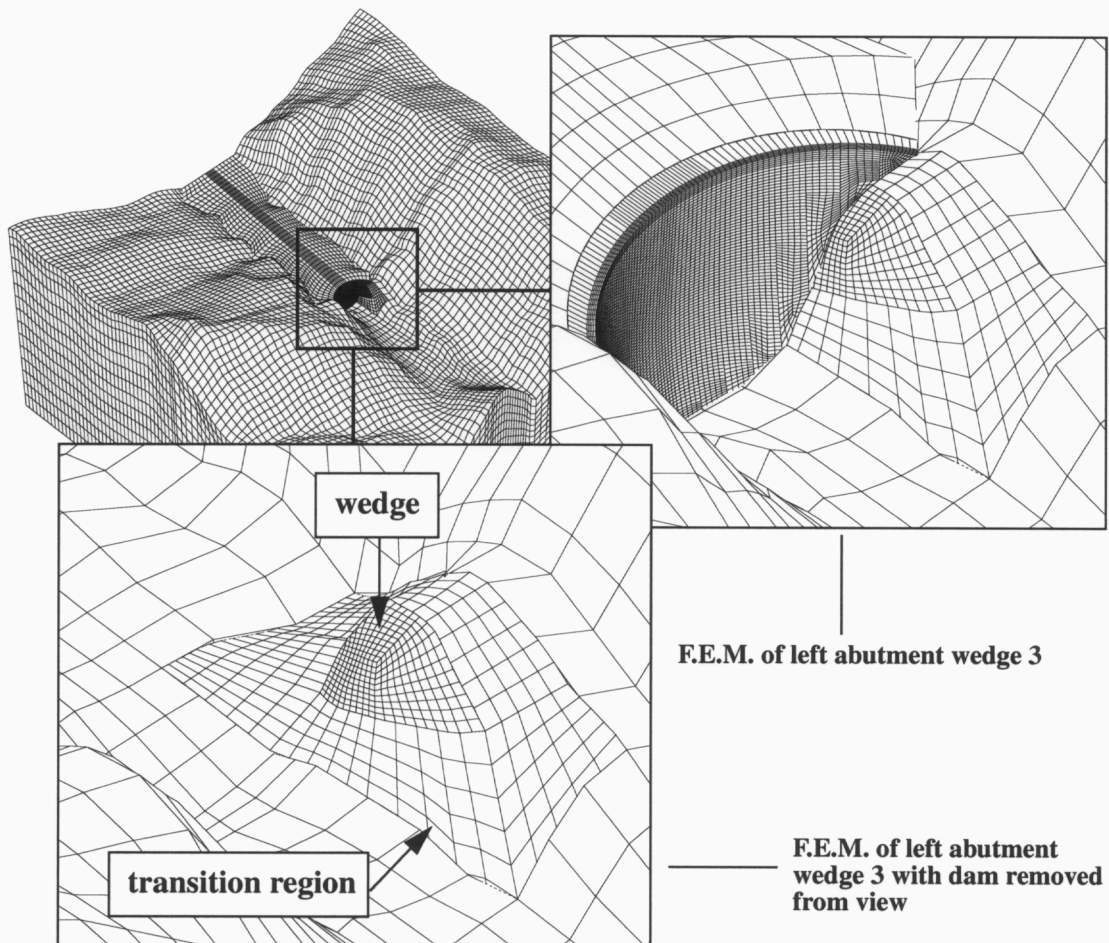 wedge
F.E.M. of left abutment wedge 3
transition region
F.E.M. of left abutment
wedge 3 with dam removed
from view